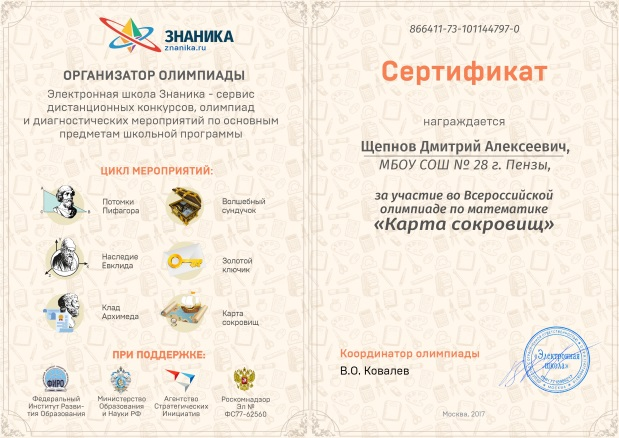 ЗНАНИКА
znanika.ru
ОРГАНИЗАТОР ОЛИМПИАДЫ
Электронная школа Знаника - сервис
дистанционных конкурсов, олимпиад
и диагностических мероприятий по основным
предметам школьной программы
ЦИКЛ МЕРОПРИЯТИЙ:
Потомки
Пифагора
Волшебный
сундучок
Наследие
Евклида
Золотой
ключик
Клад
Архимеда
Карта
сокровищ
ПРИ ПОДДЕРЖКЕ:
ФИРО
Федеральный
Институт Разви-
тия Образования
Министерство
Образования
и Науки РФ
Агентство
Стратегических
Инициатив
Роскомнадзор
Эл №
ФС77-62560
866411-73-101144797-0
Сертификат
награждается
Щепнов Дмитрий Алексеевич,
МБОУ СОШ № 28 г. Пензы,
за участие во Всероссийской
олимпиаде по математике
«Карта сокровищ»
Координатор олимпиады
В.О. Ковалев
«Электронная
школа»
Москва, 2017